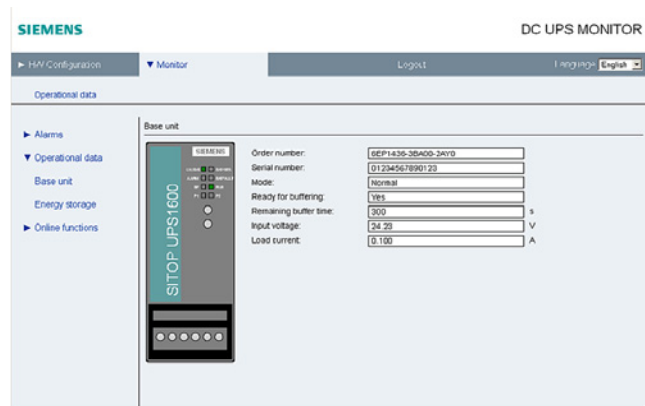 SIEMENS
DC UPS MONITOR
H/W Configuration
Monitor
Logout
Language English
Operational data
Alarms
Operational data
Base unit
Energy storage
Online functions
Base unit
SIEMENS
SITOP UPS1600
Order number: 6EP1436-3BA00-2AY0
Serial number: 01234567890123
Mode: Normal
Ready for buffering: Yes
Remaining buffer time: 300 s
Input voltage: 24.23 V
Load current: 0.100 A